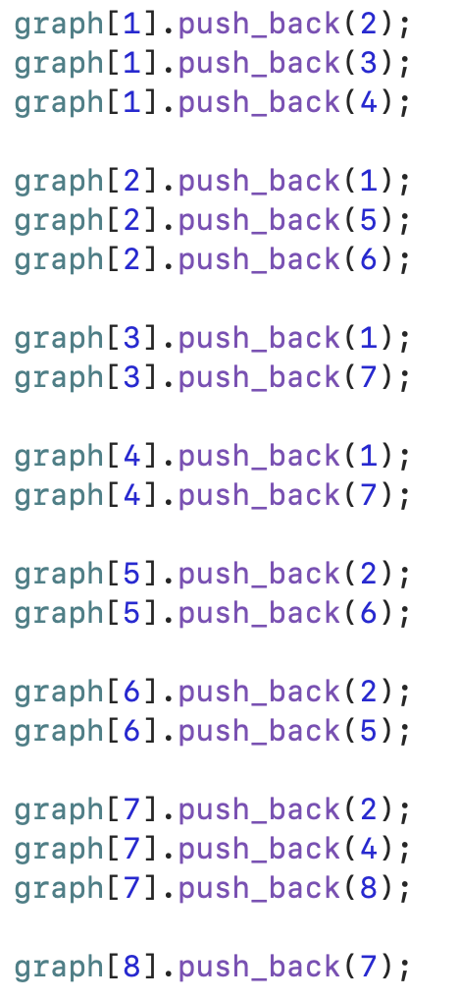 graph[1].push_back(2);
graph[1].push_back(3);
graph[1].push_back(4);
graph[2].push_back(1);
graph[2].push_back(5);
graph[2].push_back(6);
graph[3].push_back(1);
graph[3].push_back(7);
graph[4].push_back(1);
graph[4].push_back(7);
graph[5].push_back(2);
graph[5].push_back(6);
graph[6].push_back(2);
graph[6].push_back(5);
graph[7].push_back(2);
graph[7].push_back(4);
graph[7].push_back(8);
graph[8].push_back(7);